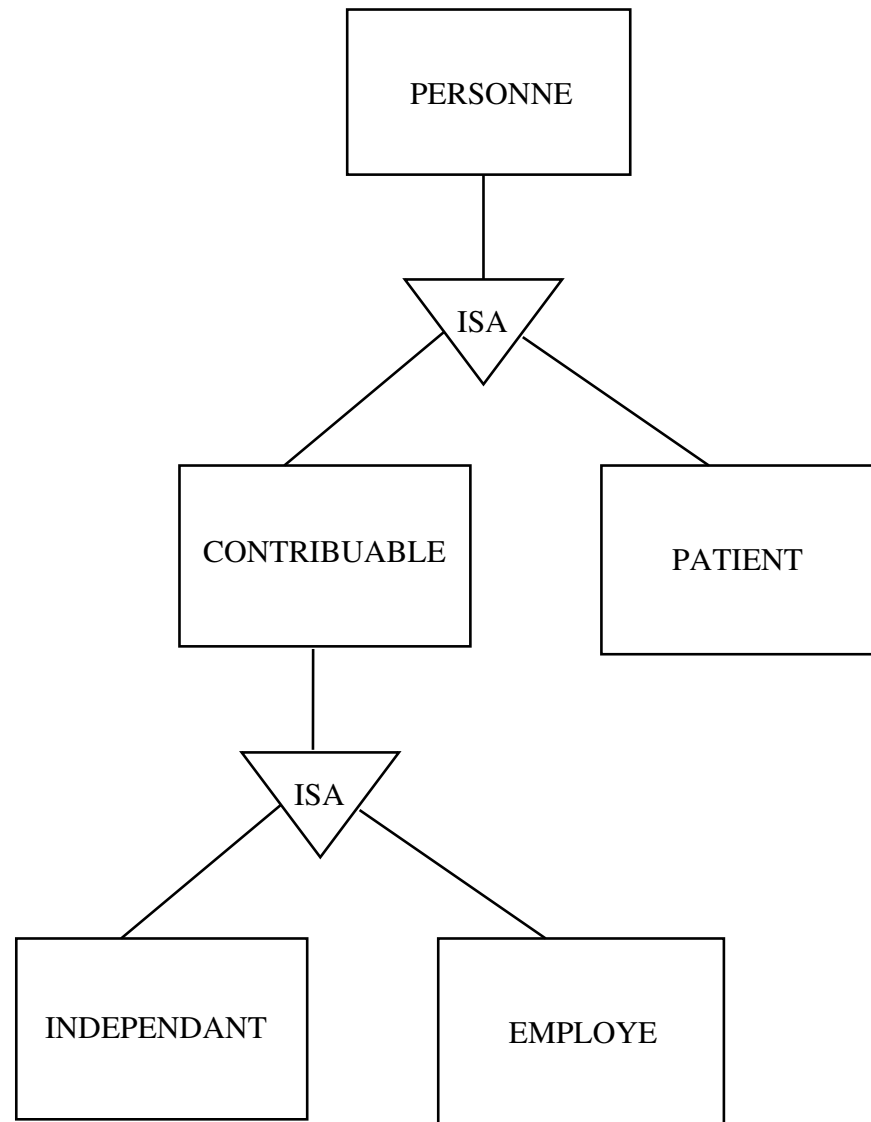 PERSONNE
ISA
CONTRIBUABLE
PATIENT
ISA
INDEPENDANT
EMPLOYE